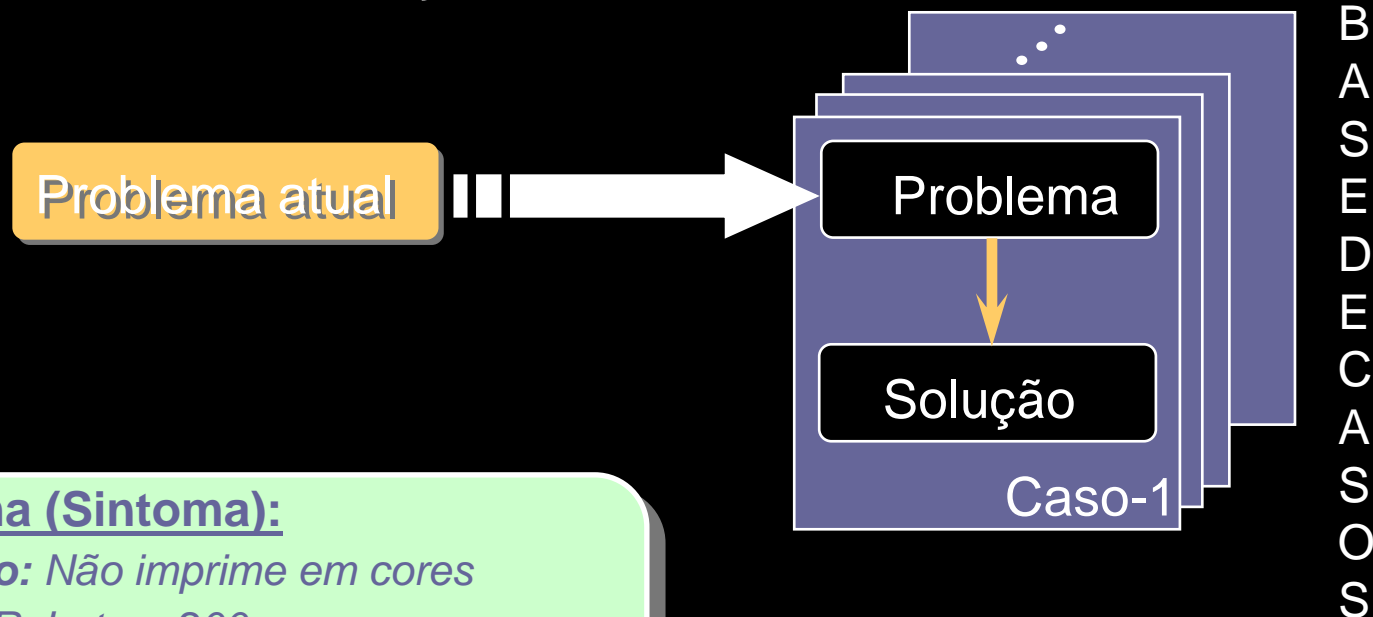 Problema atual
Problema
Solução
Caso-1
B
A
S
E
D
E
C
A
S
O
S
a (Sintoma):
o: Não imprime em cores